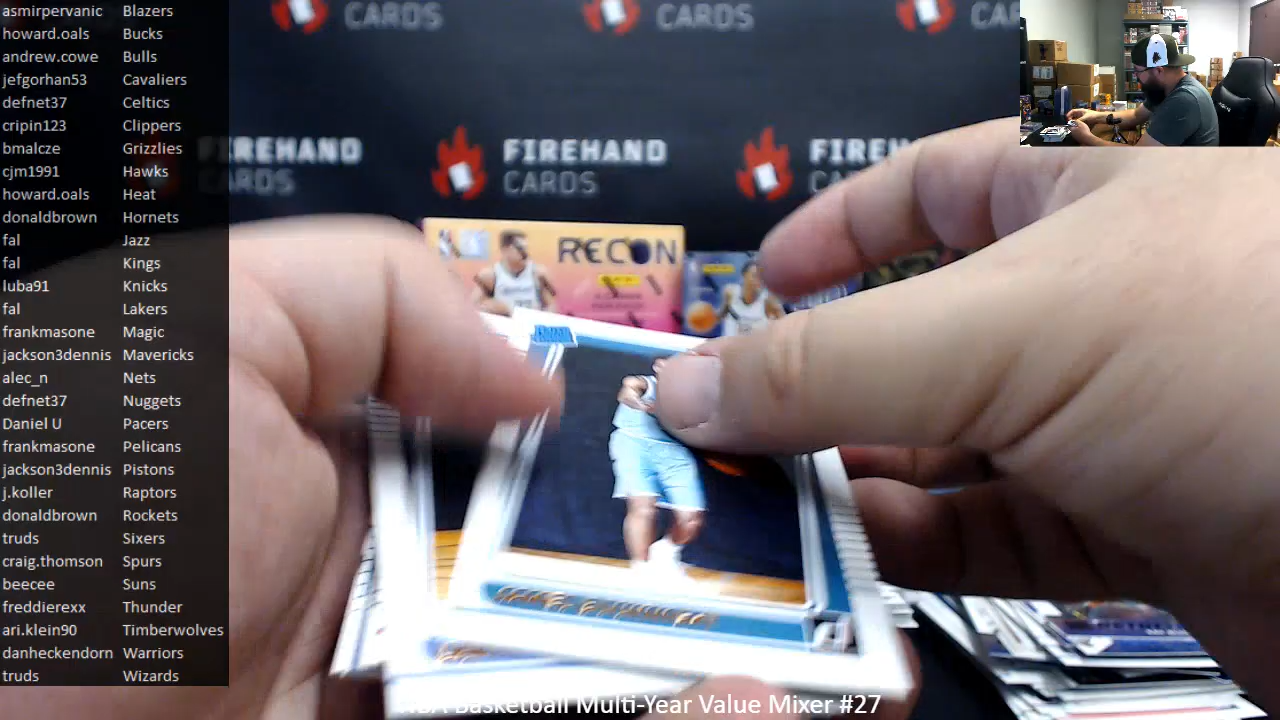 asmirpervanic Blazers
howard.oals Bucks
andrew.cowe Bulls
jefgorhan53 Cavaliers
defnet37 Celtics
cripin123 Clippers
bmalcze Grizzlies
cjm1991 Hawks
howard.oals Heat
donaldbrown Hornets
fal Jazz
fal Kings
luba91 Knicks
fal Lakers
frankmasone Magic
jackson3dennis Mavericks
alec_n Nets
defnet37 Nuggets
Daniel U Pacers
frankmasone Pelicans
jackson3dennis Pistons
j.koller Raptors
donaldbrown Rockets
truds Sixers
craig.thomson Spurs
beecee Suns
freddierexx Thunder
ari.klein90 Timberwolves
danheckendorn Warriors
truds Wizards
CARDS
CARDS
FIREHAND
CARDS
FIREHAND
CARDS
RECON
NBA Basketball Multi-Year Value Mixer #27